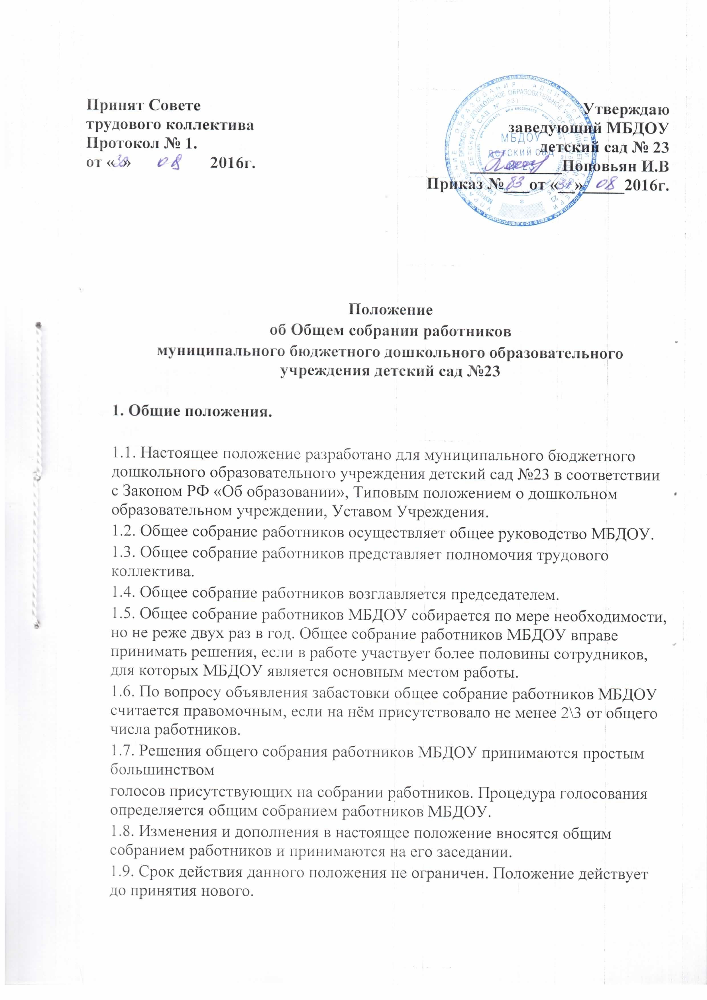 Принят Совете
трудового коллектива
Протокол № 1.
от «30» 08 2016г.
Утверждаю
заведующий МБДОУ
детский сад № 23
___________Поповьян И.В
Приказ №83 от «31» 08 2016г.
МБДОУ
детский сад
№ 23
Положение
об Общем собрании работников
муниципального бюджетного дошкольного образовательного
учреждения детский сад №23
1. Общие положения.
1.1. Настоящее положение разработано для муниципального бюджетного
дошкольного образовательного учреждения детский сад №23 в соответствии
с Законом РФ «Об образовании», Типовым положением о дошкольном
образовательном учреждении, Уставом Учреждения.
1.2. Общее собрание работников осуществляет общее руководство МБДОУ.
1.3. Общее собрание работников представляет полномочия трудового
коллектива.
1.4. Общее собрание работников возглавляется председателем.
1.5. Общее собрание работников МБДОУ собирается по мере необходимости,
но не реже двух раз в год. Общее собрание работников МБДОУ вправе
принимать решения, если в работе участвует более половины сотрудников,
для которых МБДОУ является основным местом работы.
1.6. По вопросу объявления забастовки общее собрание работников МБДОУ
считается правомочным, если на нём присутствовало не менее 2\3 от общего
числа работников.
1.7. Решения общего собрания работников МБДОУ принимаются простым
большинством
голосов присутствующих на собрании работников. Процедура голосования
определяется общим собранием работников МБДОУ.
1.8. Изменения и дополнения в настоящее положение вносятся общим
собранием работников и принимаются на его заседании.
1.9. Срок действия данного положения не ограничен. Положение действует
до принятия нового.